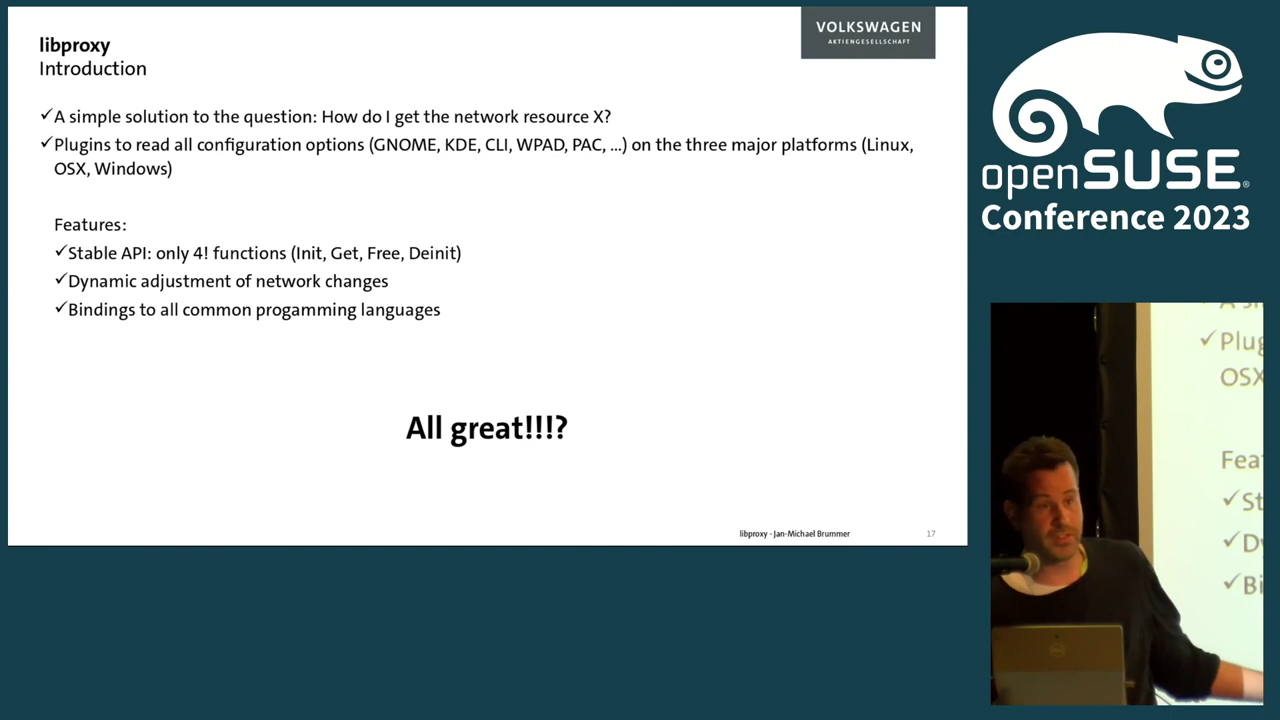 libproxy
Introduction
VOLKSWAGEN
AKTIENGESELLSCHAFT
✓A simple solution to the question: How do I get the network resource X?
✓Plugins to read all configuration options (GNOME, KDE, CLI, WPAD, PAC, ...) on the three major platforms (Linux,
OSX, Windows)
Features:
✓Stable API: only 4! functions (Init, Get, Free, Deinit)
✓Dynamic adjustment of network changes
✓Bindings to all common progamming languages
All great!!!?
libproxy - Jan-Michael Brummer
17
openSUSE®
Conference 2023
✓Plug
OSX
Fea
✓St
✓Dy
✓Bi